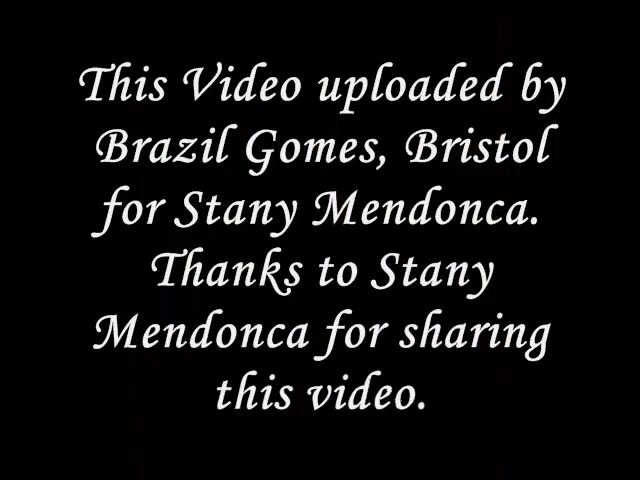 This Video uploaded by
Brazil Gomes, Bristol
for Stany Mendonca.
Thanks to Stany
Mendonca for sharing
this video.